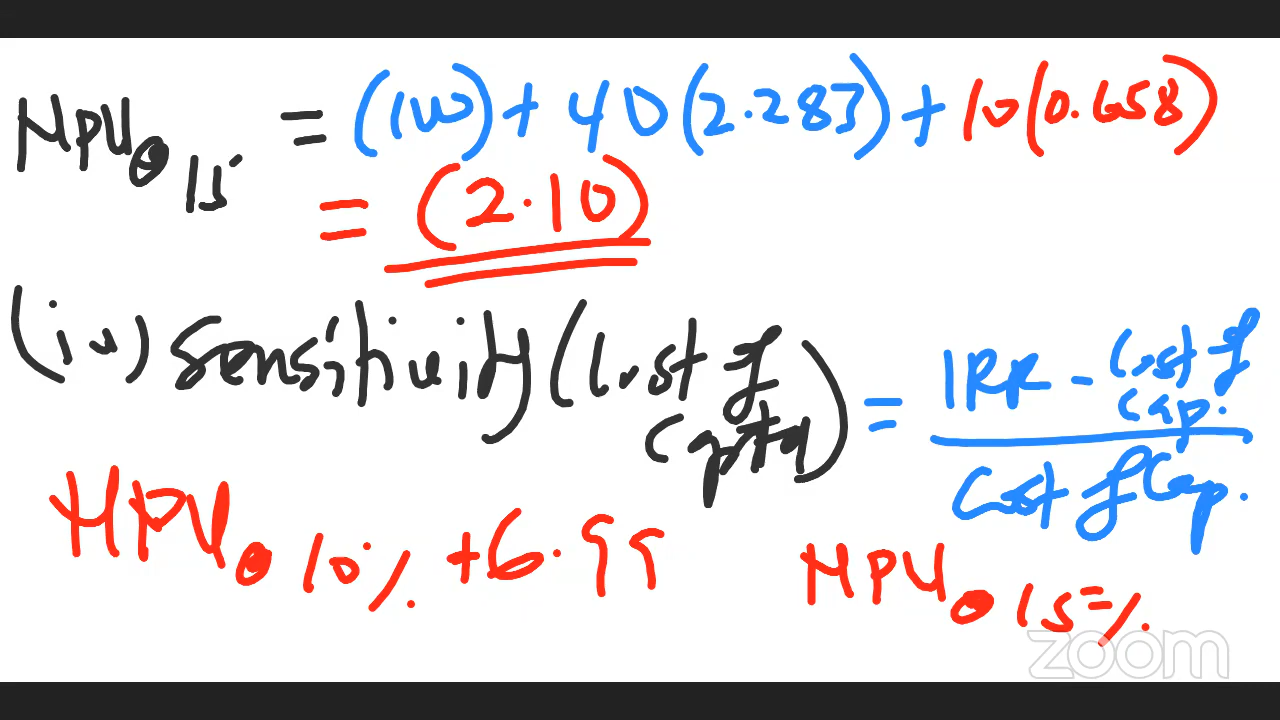 NPV@15 = (100) + 40(2.283) + 10(0.658)
= (2.10)
(iv) Sensitivity (Cost of Capital) = IRR - Cost of Cap. / Cost of Cap.
NPV@10% +6.99 NPV@15%
zoom